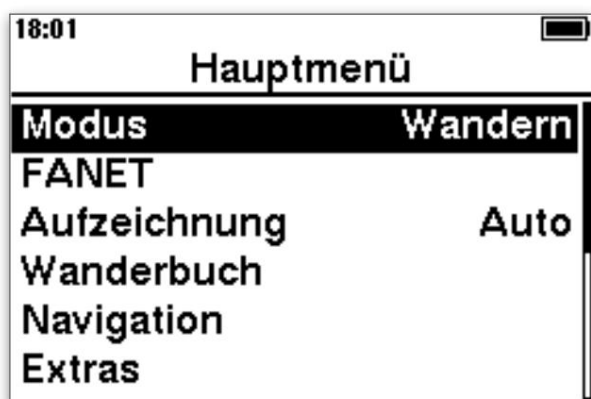 18:01
Hauptmenü
Modus Wandern
FANET
Aufzeichnung Auto
Wanderbuch
Navigation
Extras